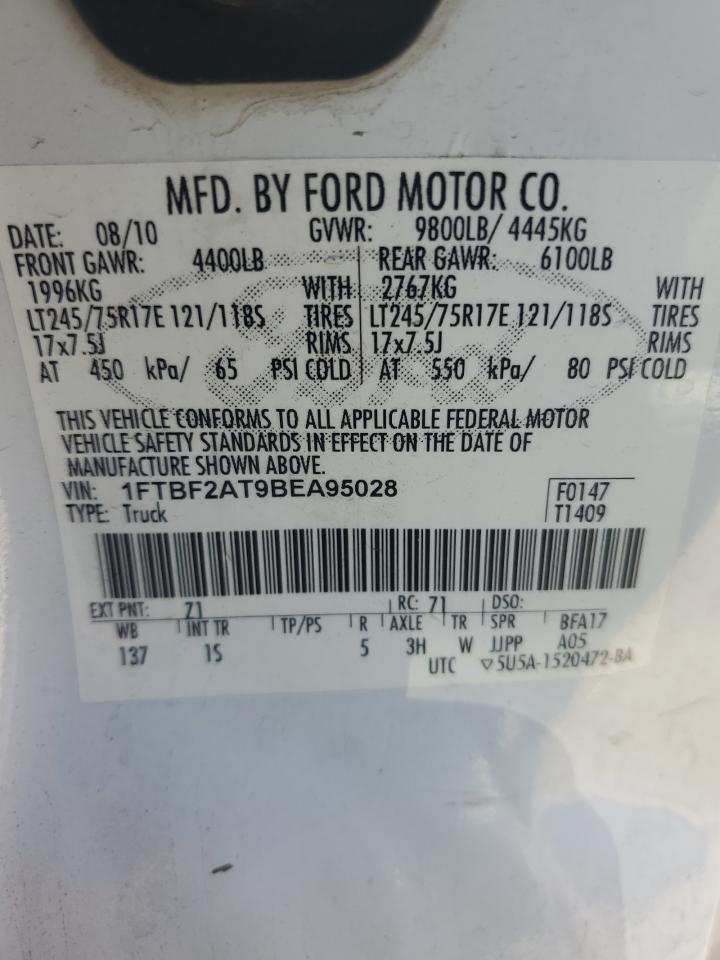 MFD. BY FORD MOTOR CO.
DATE: 08/10 GVWR: 9800LB/ 4445KG
FRONT GAWR: 4400LB REAR GAWR: 6100LB
1996KG WITH 2767KG WITH
LT245/75R17E 121/118S TIRES LT245/75R17E 121/118S TIRES
17x7.5J RIMS 17x7.5J RIMS
AT 450 kPa/ 65 PSI COLD AT 550 kPa/ 80 PSI COLD
THIS VEHICLE CONFORMS TO ALL APPLICABLE FEDERAL MOTOR
VEHICLE SAFETY STANDARDS IN EFFECT ON THE DATE OF
MANUFACTURE SHOWN ABOVE.
VIN: 1FTBF2AT9BEA95028 F0147
TYPE: Truck T1409
EXT PNT: Z1 RC: 71 DSO:
WB INT TR TP/PS R AXLE TR SPR BFA17
137 1S 5 3H W JJPP A05
UTC ▽5U5A-1520472-BA